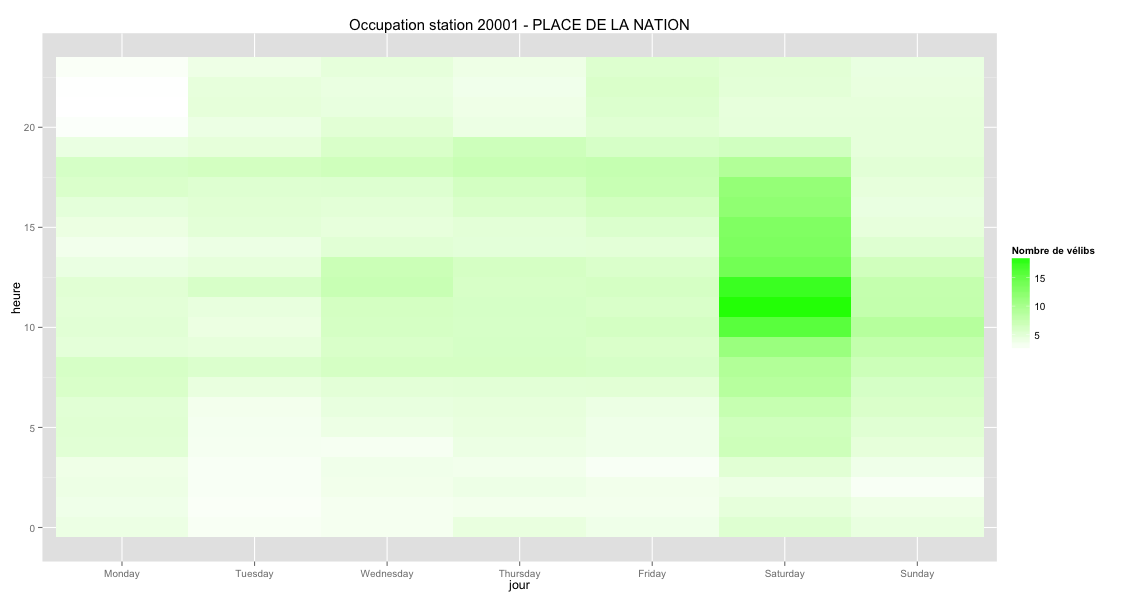 Occupation station 20001 - PLACE DE LA NATION
heure
20
15
10
5
0
Monday Tuesday Wednesday Thursday Friday Saturday Sunday
jour
Nombre de vélibs
15
10
5